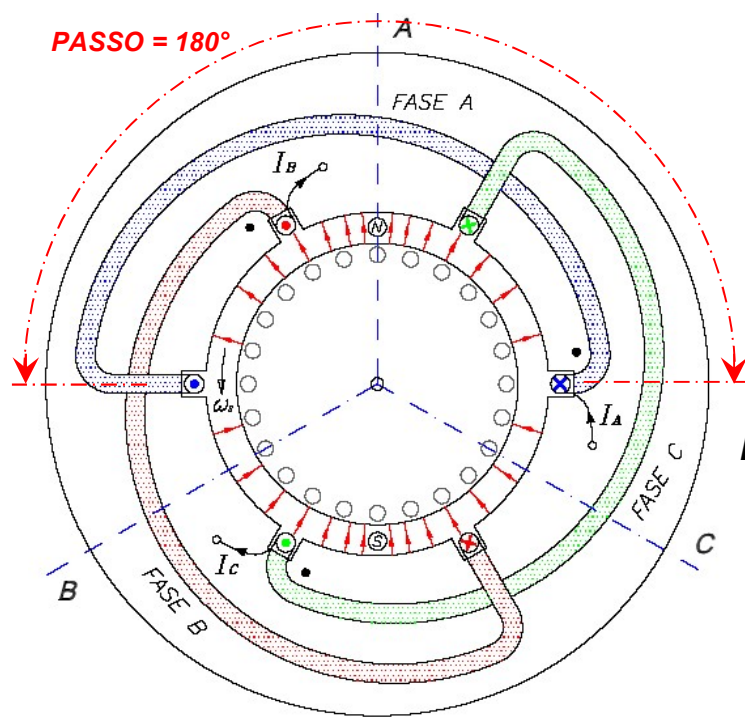 PASSO = 180°
A
FASE A
I_B
N
ω_s
I_A
FASE C
C
S
I_C
B
FASE B